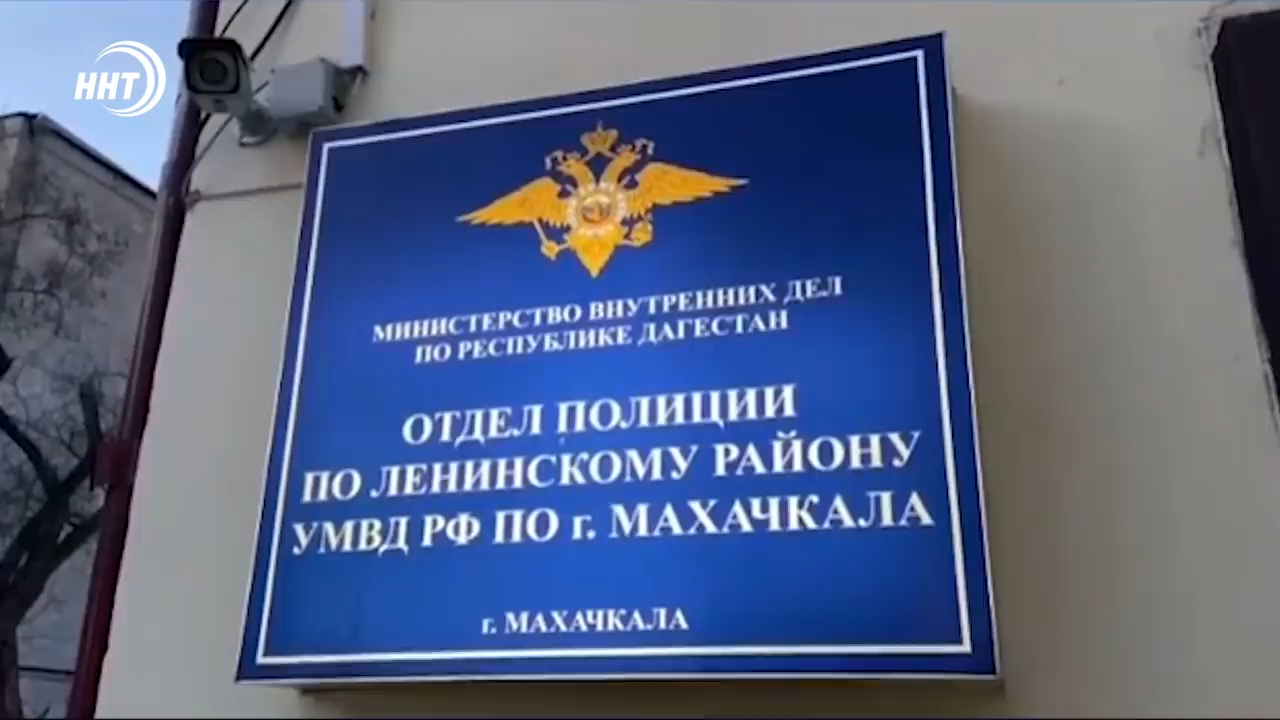 ННТ
МИНИСТЕРСТВО ВНУТРЕННИХ ДЕЛ
ПО РЕСПУБЛИКЕ ДАГЕСТАН
ОТДЕЛ ПОЛИЦИИ
ПО ЛЕНИНСКОМУ РАЙОНУ
УМВД РФ ПО г. МАХАЧКАЛА
г. МАХАЧКАЛА